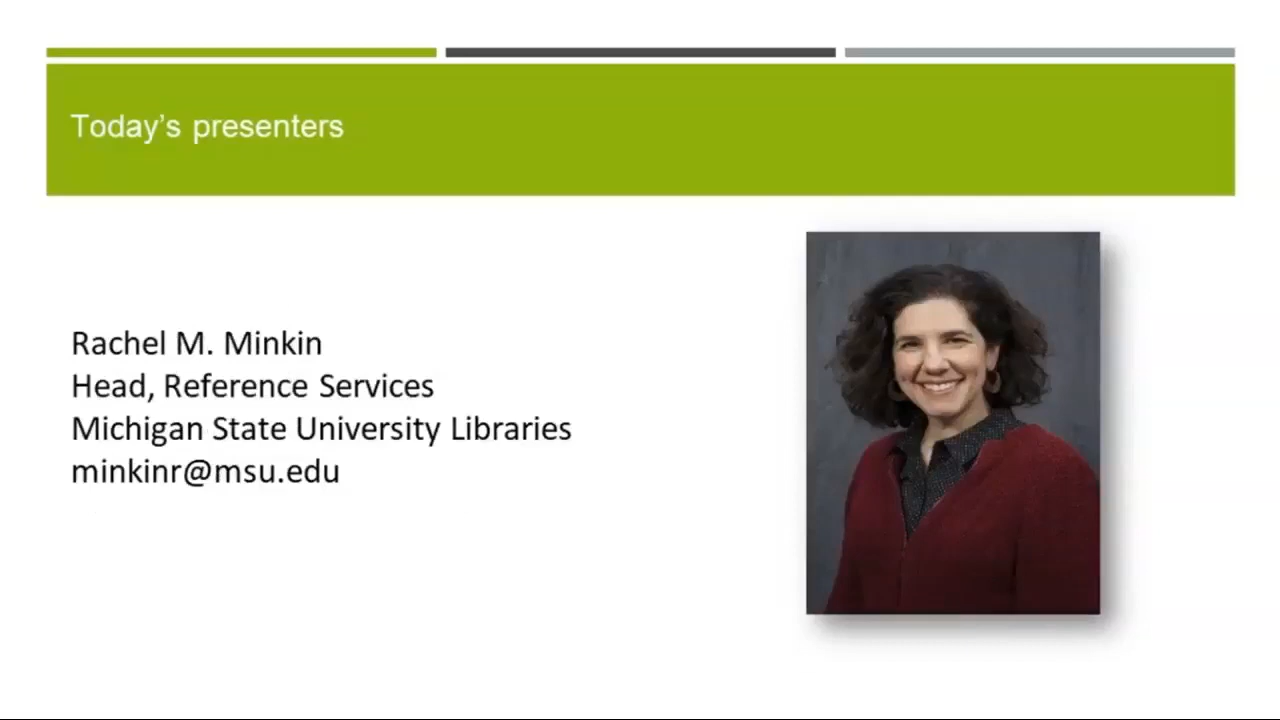 Today’s presenters
Rachel M. Minkin
Head, Reference Services
Michigan State University Libraries
minkinr@msu.edu